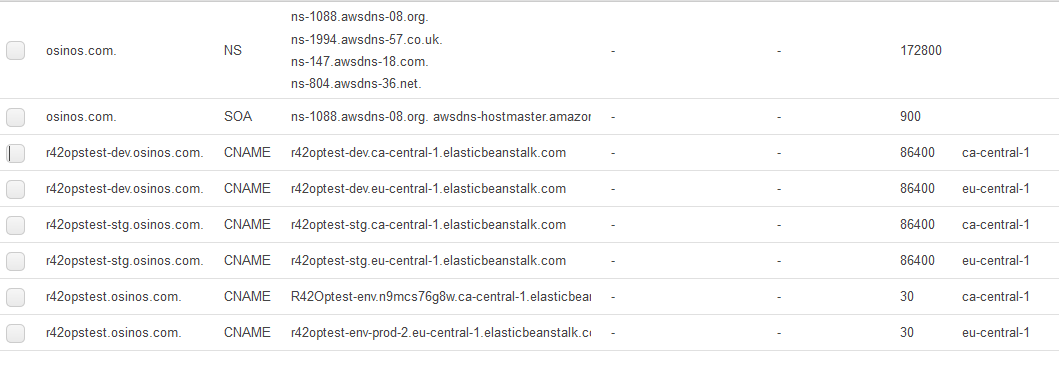 ns-1088.awsdns-08.org.
ns-1994.awsdns-57.co.uk.
osinos.com. NS - - 172800
ns-147.awsdns-18.com.
ns-804.awsdns-36.net.
osinos.com. SOA ns-1088.awsdns-08.org. awsdns-hostmaster.amazor - - 900
r42opstest-dev.osinos.com. CNAME r42optest-dev.ca-central-1.elasticbeanstalk.com - - 86400 ca-central-1
r42opstest-dev.osinos.com. CNAME r42optest-dev.eu-central-1.elasticbeanstalk.com - - 86400 eu-central-1
r42opstest-stg.osinos.com. CNAME r42optest-stg.ca-central-1.elasticbeanstalk.com - - 86400 ca-central-1
r42opstest-stg.osinos.com. CNAME r42optest-stg.eu-central-1.elasticbeanstalk.com - - 86400 eu-central-1
r42opstest.osinos.com. CNAME R42Optest-env.n9mcs76g8w.ca-central-1.elasticbear - - 30 ca-central-1
r42opstest.osinos.com. CNAME r42optest-env-prod-2.eu-central-1.elasticbeanstalk.cc - - 30 eu-central-1